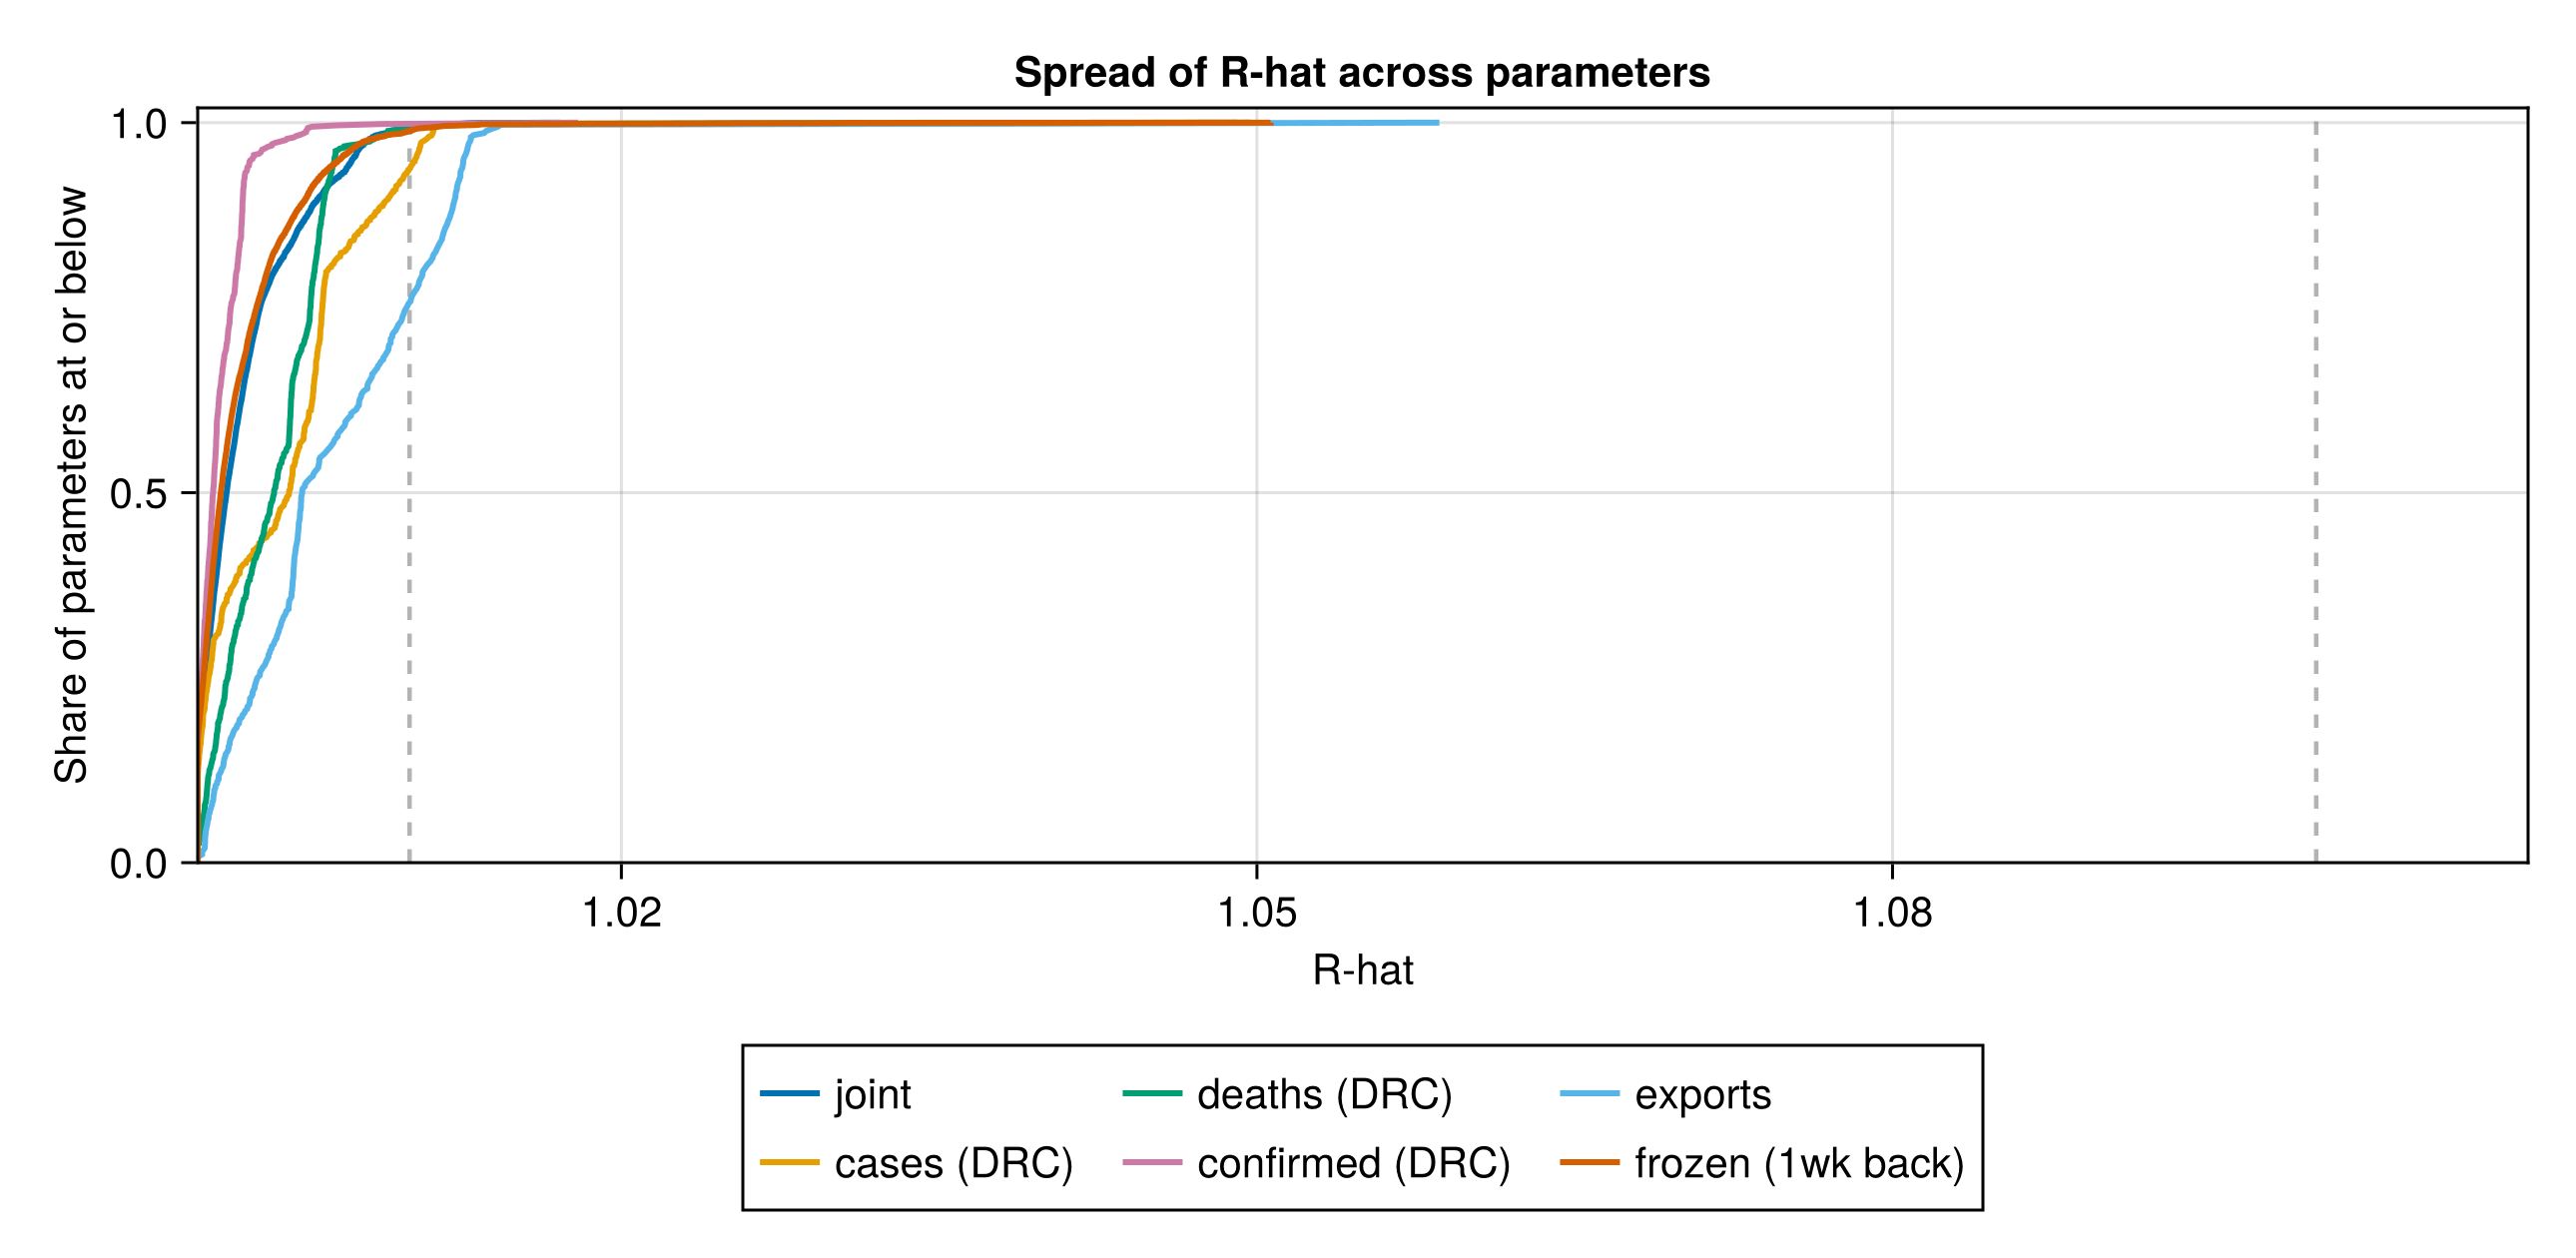 Spread of R-hat across parameters
Share of parameters at or below
1.0
0.5
0.0
1.02
1.05
1.08
R-hat
joint
deaths (DRC)
exports
cases (DRC)
confirmed (DRC)
frozen (1wk back)